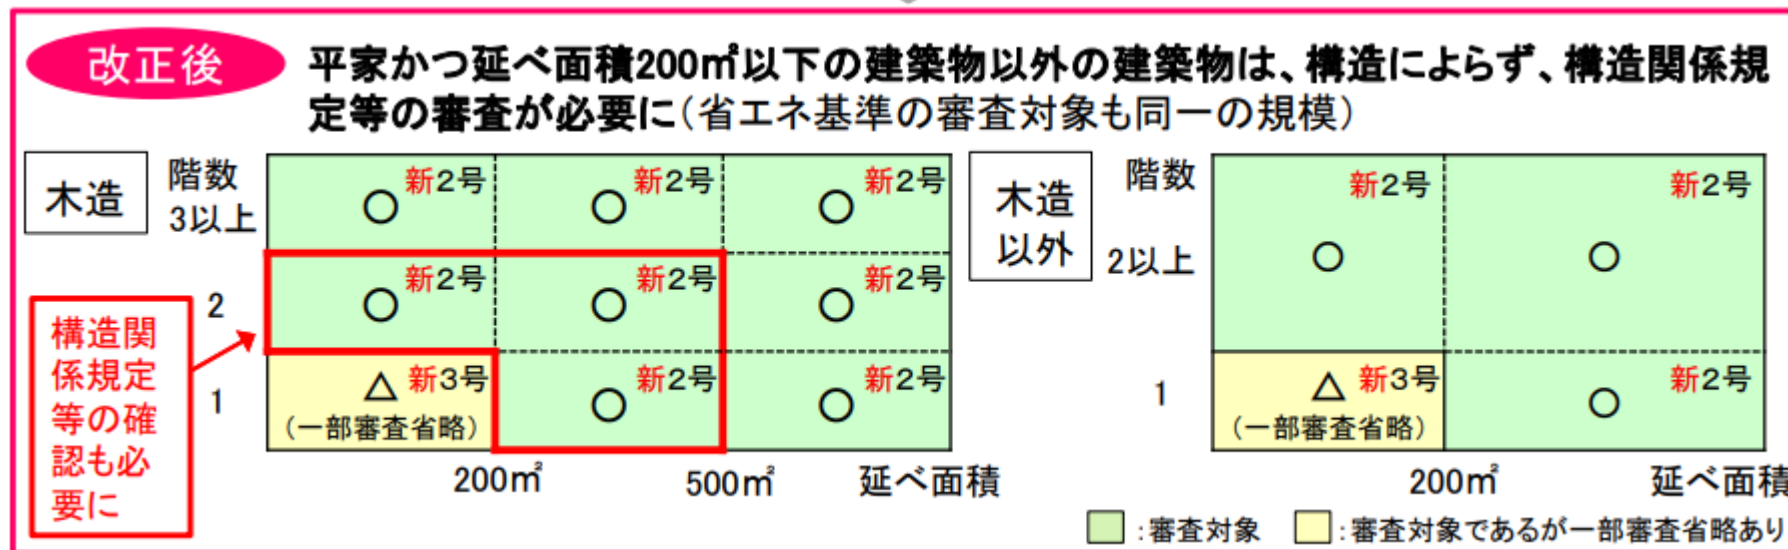 改正後
平家かつ延べ面積200㎡以下の建築物以外の建築物は、構造によらず、構造関係規
定等の審査が必要に(省エネ基準の審査対象も同一の規模)
木造
階数
3以上
○ 新2号
○ 新2号
○ 新2号
2
○ 新2号
○ 新2号
○ 新2号
1
△ 新3号
(一部審査省略)
○ 新2号
○ 新2号
200㎡
500㎡
延べ面積
構造関
係規定
等の確
認も必
要に
木造
以外
階数
2以上
○ 新2号
○ 新2号
1
△ 新3号
(一部審査省略)
○ 新2号
200㎡
延べ面積
:審査対象
:審査対象であるが一部審査省略あり